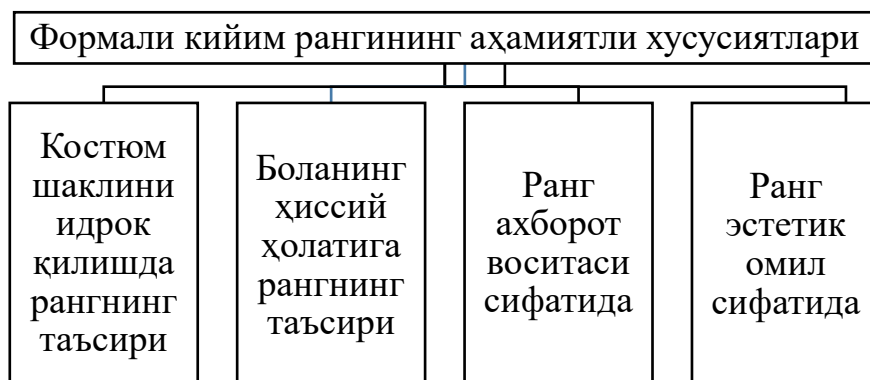 Формали кийим рангининг аҳамиятли хусусиятлари
Костюм
шаклини
идрок
қилишда
рангнинг
таъсири
Боланинг
ҳиссий
ҳолатига
рангнинг
таъсири
Ранг
ахборот
воситаси
сифатида
Ранг
эстетик
омил
сифатида